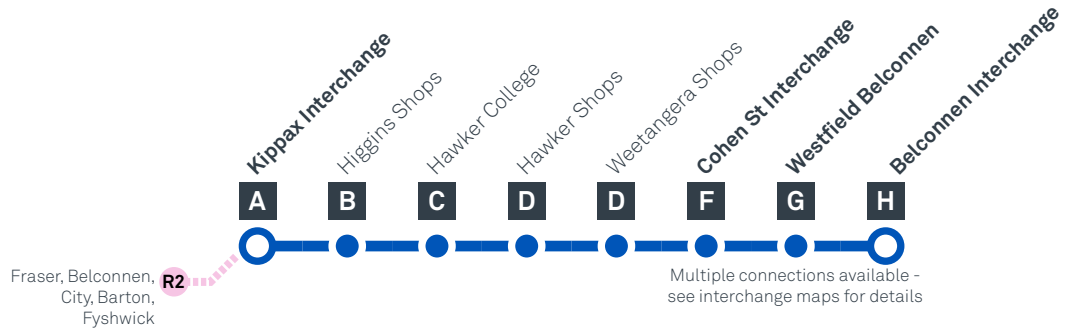 Kippax Interchange
Higgins Shops
Hawker College
Hawker Shops
Weetangera Shops
Cohen St Interchange
Westfield Belconnen
Belconnen Interchange
A
B
C
D
D
F
G
H
Fraser, Belconnen,
City, Barton,
Fyshwick
R2
Multiple connections available -
see interchange maps for details